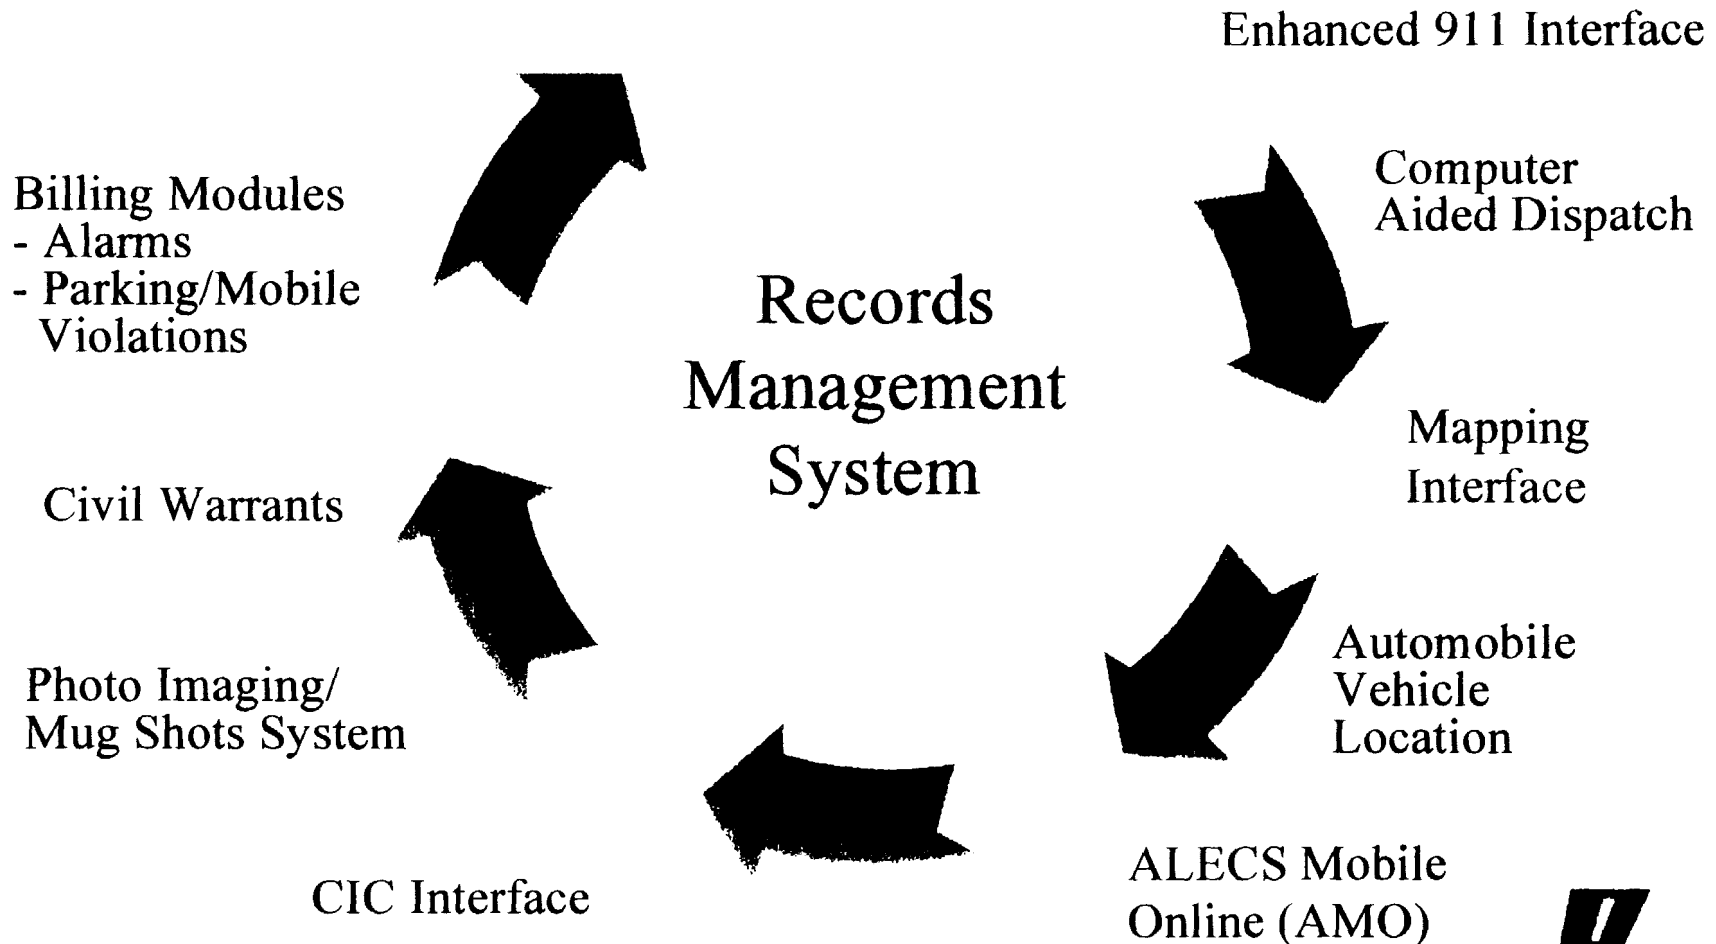 Enhanced 911 Interface
Computer
Aided Dispatch
Mapping
Interface
Automobile
Vehicle
Location
ALECS Mobile
Online (AMO)
CIC Interface
Photo Imaging/
Mug Shots System
Civil Warrants
Billing Modules
- Alarms
- Parking/Mobile
Violations
Records
Management
System